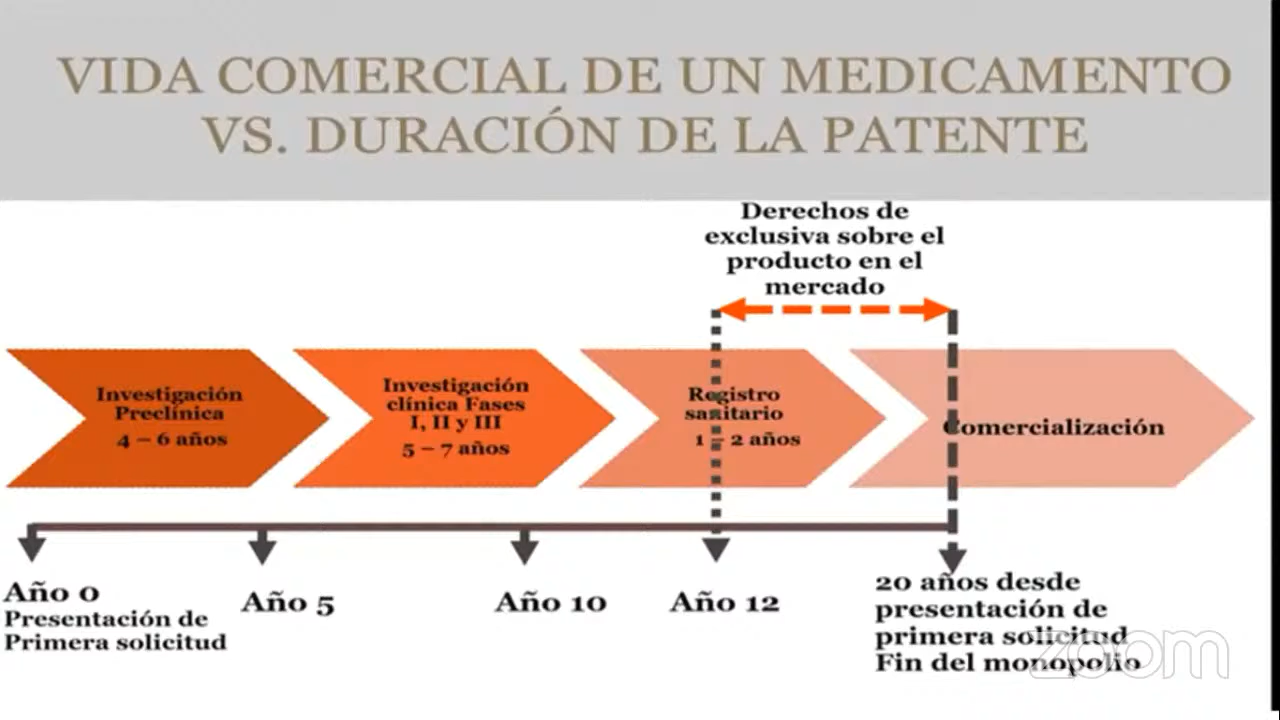 VIDA COMERCIAL DE UN MEDICAMENTO
VS. DURACIÓN DE LA PATENTE
Derechos de
exclusiva sobre el
producto en el
mercado
Investigación
Preclínica
4 – 6 años
Investigación
clínica Fases
I, II y III
5 – 7 años
Registro
sanitario
1 – 2 años
Comercialización
Año 0
Presentación de
Primera solicitud
Año 5
Año 10
Año 12
20 años desde
presentación de
primera solicitud
Fin del monopolio
zoom